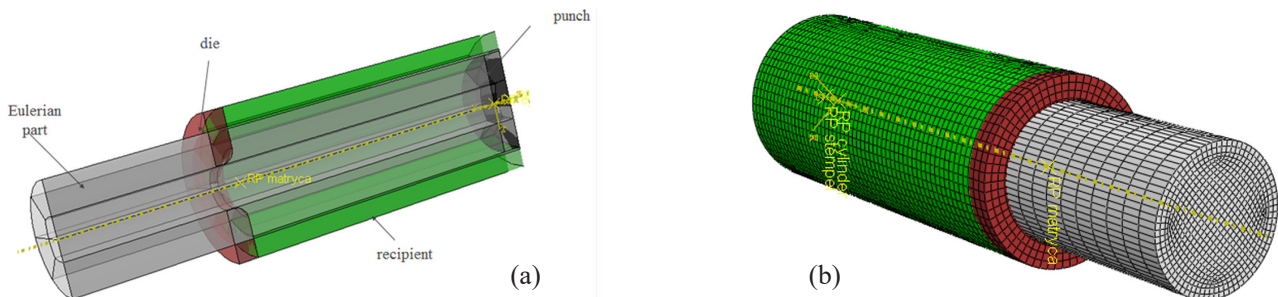 punch
die
Eulerian
part
RP matryca
recipient
(a)
RP cylinder
RP stempel
RP matryca
(b)